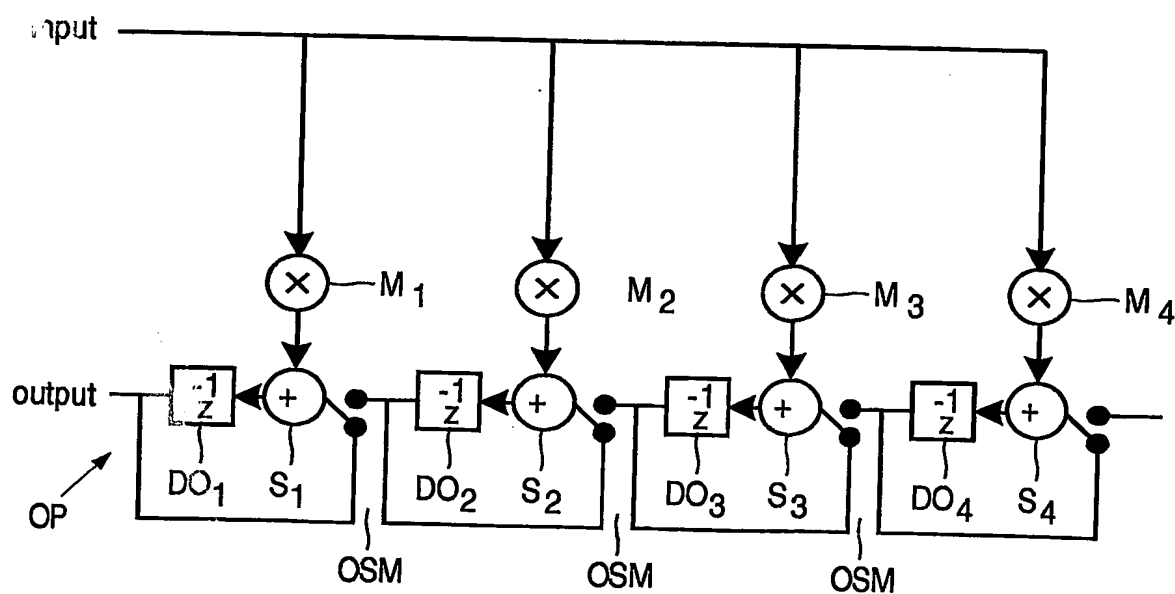 input
× M1 × M2 × M3 × M4
output z-1 + z-1 + z-1 + z-1 +
DO1 S1 DO2 S2 DO3 S3 DO4 S4
OP
OSM OSM OSM